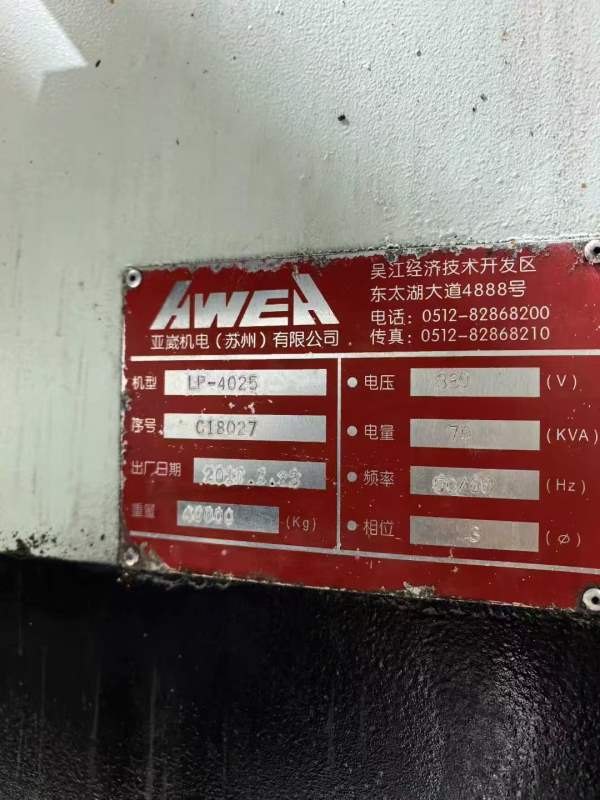 AWEA
亚崴机电（苏州）有限公司
吴江经济技术开发区
东太湖大道4888号
电话：0512-82868200
传真：0512-82868210
机型 LP-4025
序号 C18027
出厂日期
重量 40000 (Kg)
电压 380 (V)
电量 (KVA)
频率 (Hz)
相位 3 (ø)